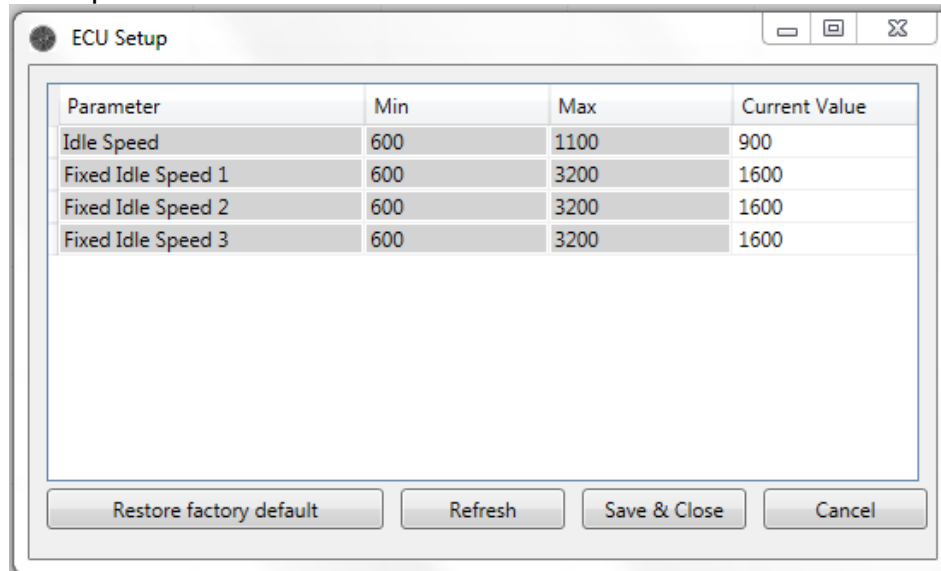 ECU Setup
Parameter Min Max Current Value
Idle Speed 600 1100 900
Fixed Idle Speed 1 600 3200 1600
Fixed Idle Speed 2 600 3200 1600
Fixed Idle Speed 3 600 3200 1600
Restore factory default Refresh Save & Close Cancel